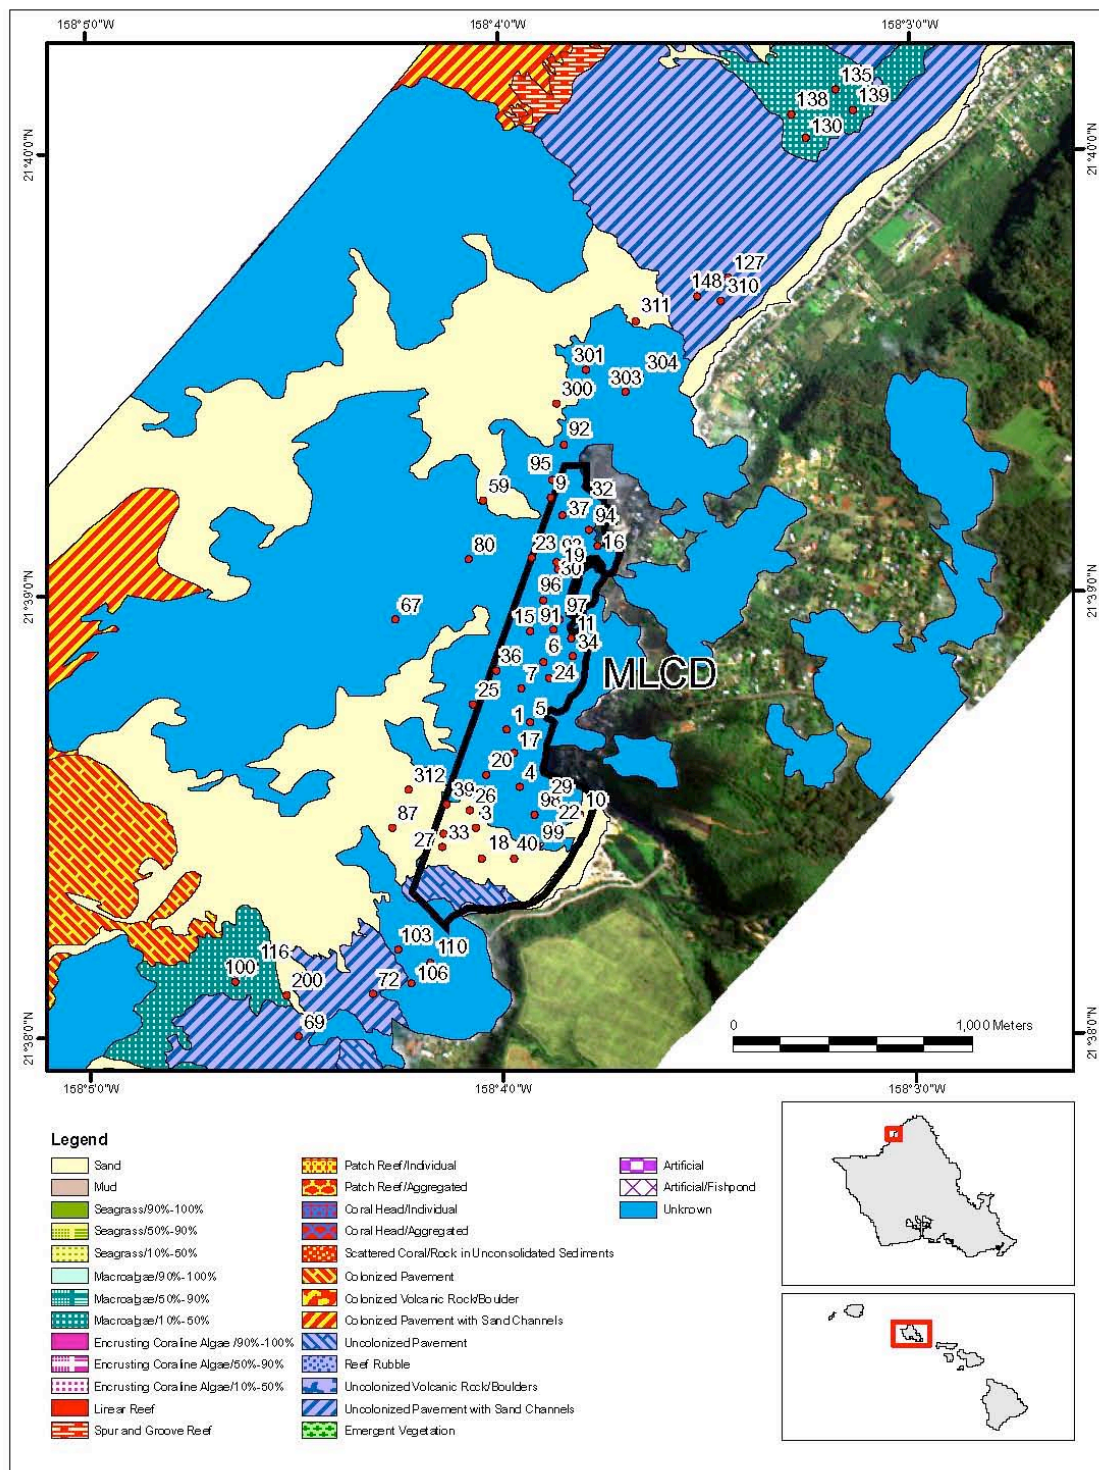 158°5'0"W
158°4'0"W
158°3'0"W
21°40'0"N
21°40'0"N
135
138
139
130
127
148
310
311
301
304
303
300
92
95
9
32
59
37
94
23
19
16
80
30
96
67
97
15
91
11
6
34
36
7
24
MLCD
25
5
1
17
20
4
312
39
26
29
10
98
3
22
87
33
27
99
18
40
103
116
110
100
200
72
106
69
0
1,000 Meters
21°39'0"N
21°39'0"N
21°38'0"N
21°38'0"N
158°5'0"W
158°4'0"W
158°3'0"W
Legend
Sand
Mud
Seagrass/90%-100%
Seagrass/50%-90%
Seagrass/10%-50%
Macroalgae/90%-100%
Macroalgae/50%-90%
Macroalgae/10%-50%
Encrusting Coraline Algae/90%-100%
Encrusting Coraline Algae/50%-90%
Encrusting Coraline Algae/10%-50%
Linear Reef
Spur and Groove Reef
Patch Reef/Individual
Patch Reef/Aggregated
Coral Head/Individual
Coral Head/Aggregated
Scattered Coral/Rock in Unconsolidated Sediments
Colonized Pavement
Colonized Volcanic Rock/Boulder
Colonized Pavement with Sand Channels
Uncolonized Pavement
Reef Rubble
Uncolonized Volcanic Rock/Boulders
Uncolonized Pavement with Sand Channels
Emergent Vegetation
Artificial
Artificial/Fishpond
Unknown